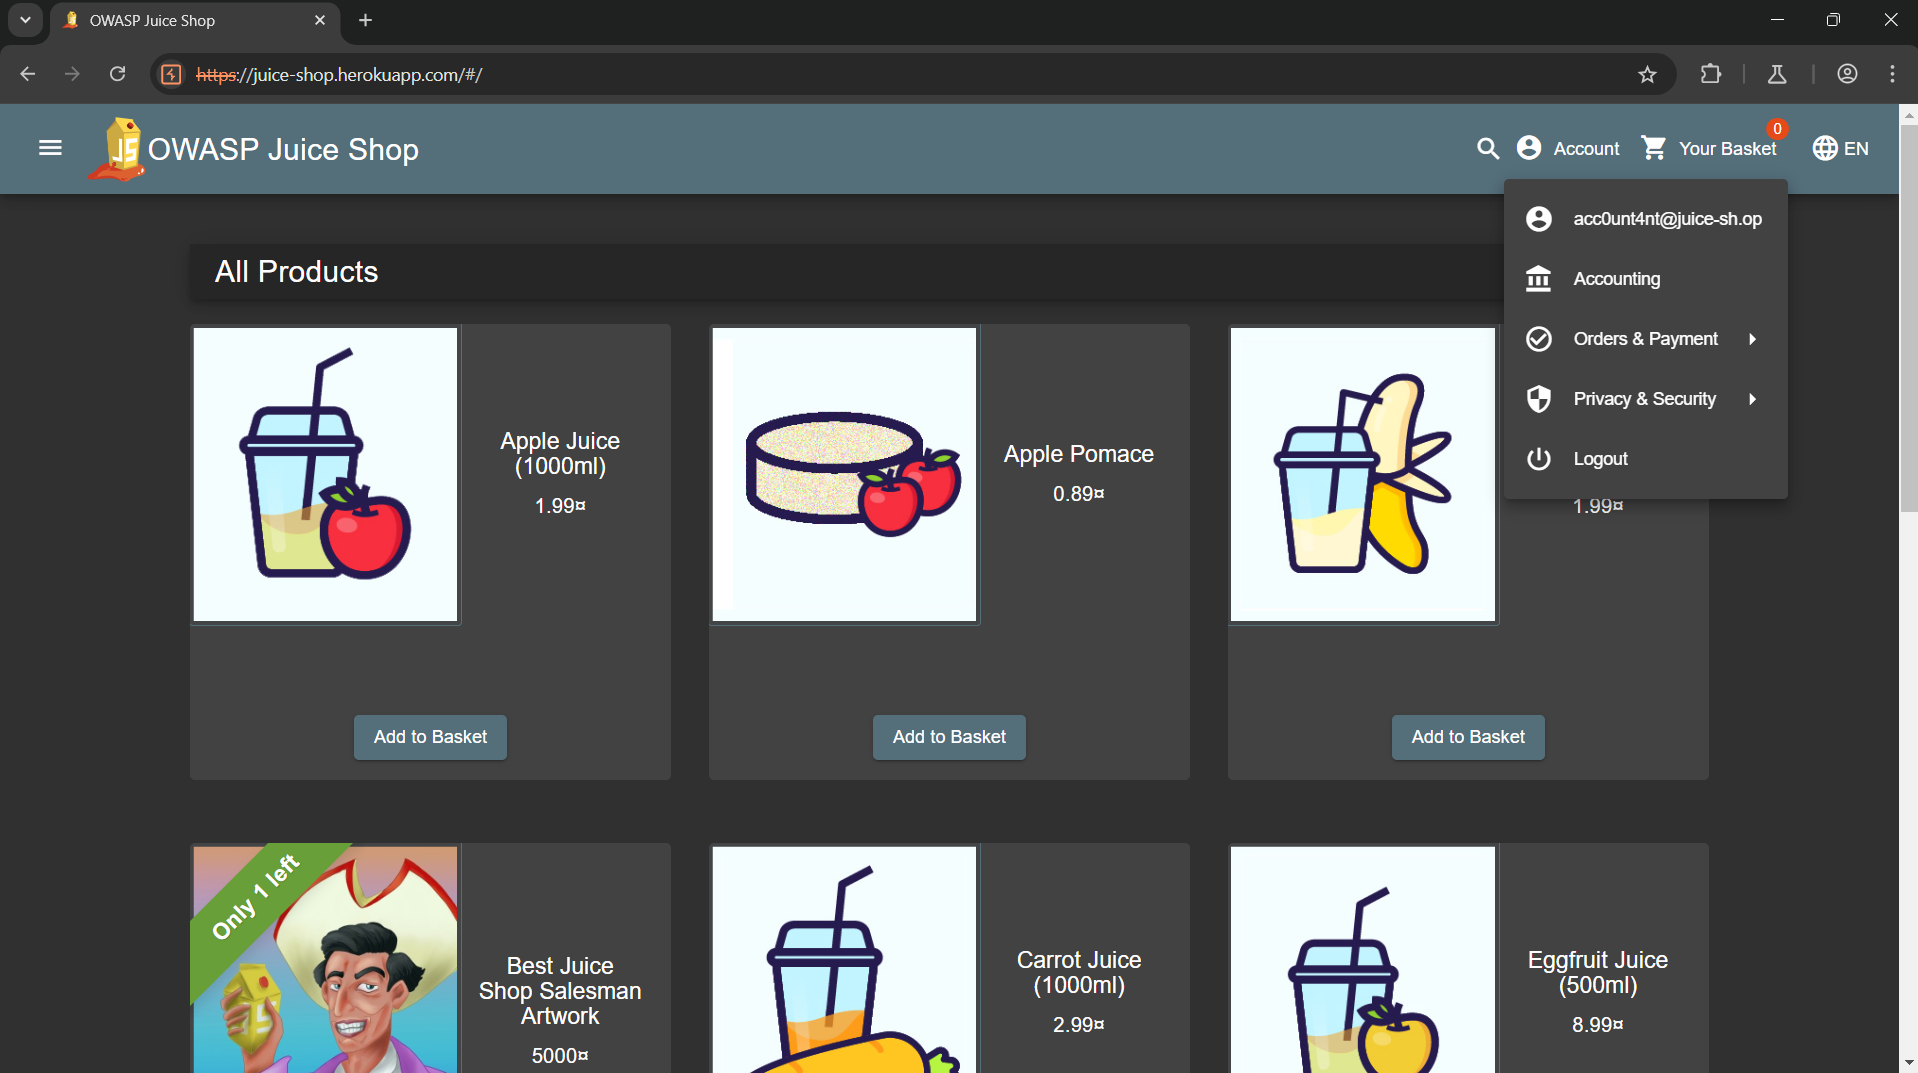 OWASP Juice Shop
https://juice-shop.herokuapp.com/#/
JS
OWASP Juice Shop
Account
Your Basket
0
EN
acc0unt4nt@juice-sh.op
Accounting
Orders & Payment
Privacy & Security
Logout
All Products
Apple Juice
(1000ml)
1.99¤
Add to Basket
Apple Pomace
0.89¤
Add to Basket
1.99¤
Add to Basket
Only 1 left
Best Juice
Shop Salesman
Artwork
5000¤
Carrot Juice
(1000ml)
2.99¤
Eggfruit Juice
(500ml)
8.99¤